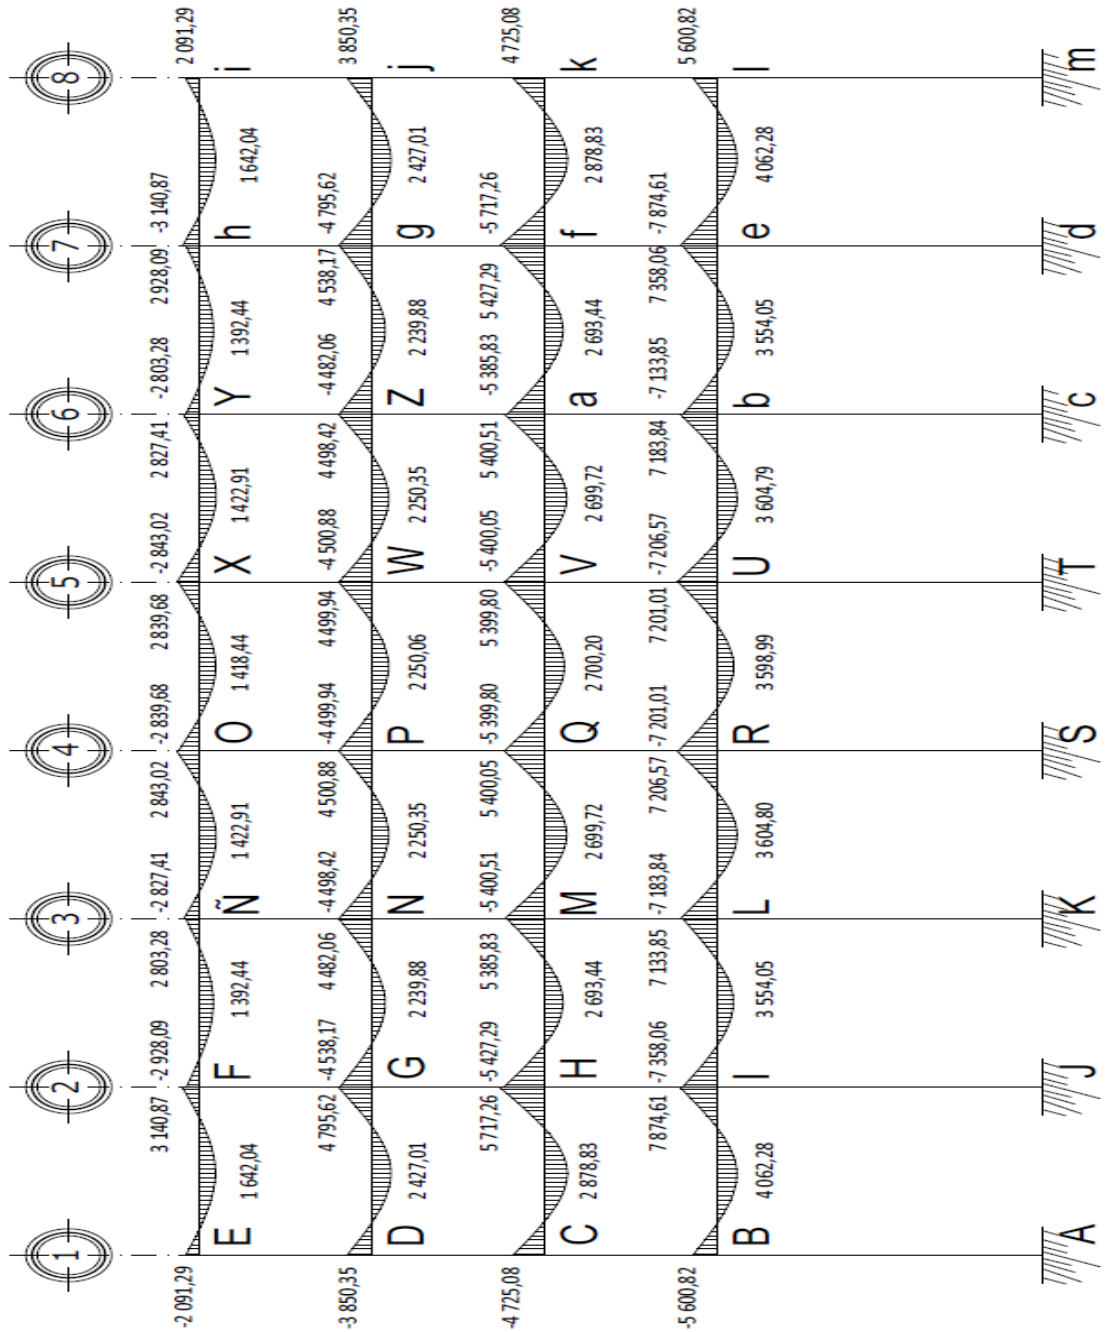 1 2 3 4 5 6 7 8
-2 091,29 3 140,87 -2 928,09 2 803,28 -2 827,41 2 843,02 -2 839,68 2 839,68 -2 843,02 2 827,41 -2 803,28 2 928,09 -3 140,87 2 091,29
E 1 642,04 F 1 392,44 Ñ 1 422,91 O 1 418,44 X 1 422,91 Y 1 392,44 h 1 642,04 i
-3 850,35 4 795,62 -4 538,17 4 482,06 -4 498,42 4 500,88 -4 499,94 4 499,94 -4 500,88 4 498,42 -4 482,06 4 538,17 -4 795,62 3 850,35
D 2 427,01 G 2 239,88 N 2 250,35 P 2 250,06 W 2 250,35 Z 2 239,88 g 2 427,01 j
-4 725,08 5 717,26 -5 427,29 5 385,83 -5 400,51 5 400,05 -5 399,80 5 399,80 -5 400,05 5 400,51 -5 385,83 5 427,29 -5 717,26 4 725,08
C 2 878,83 H 2 693,44 M 2 699,72 Q 2 700,20 V 2 699,72 a 2 693,44 f 2 878,83 k
-5 600,82 7 874,61 -7 358,06 7 133,85 -7 183,84 7 206,57 -7 201,01 7 201,01 -7 206,57 7 183,84 -7 133,85 7 358,06 -7 874,61 5 600,82
B 4 062,28 I 3 554,05 L 3 604,80 R 3 598,99 U 3 604,79 b 3 554,05 e 4 062,28 l
A J K S T c d m